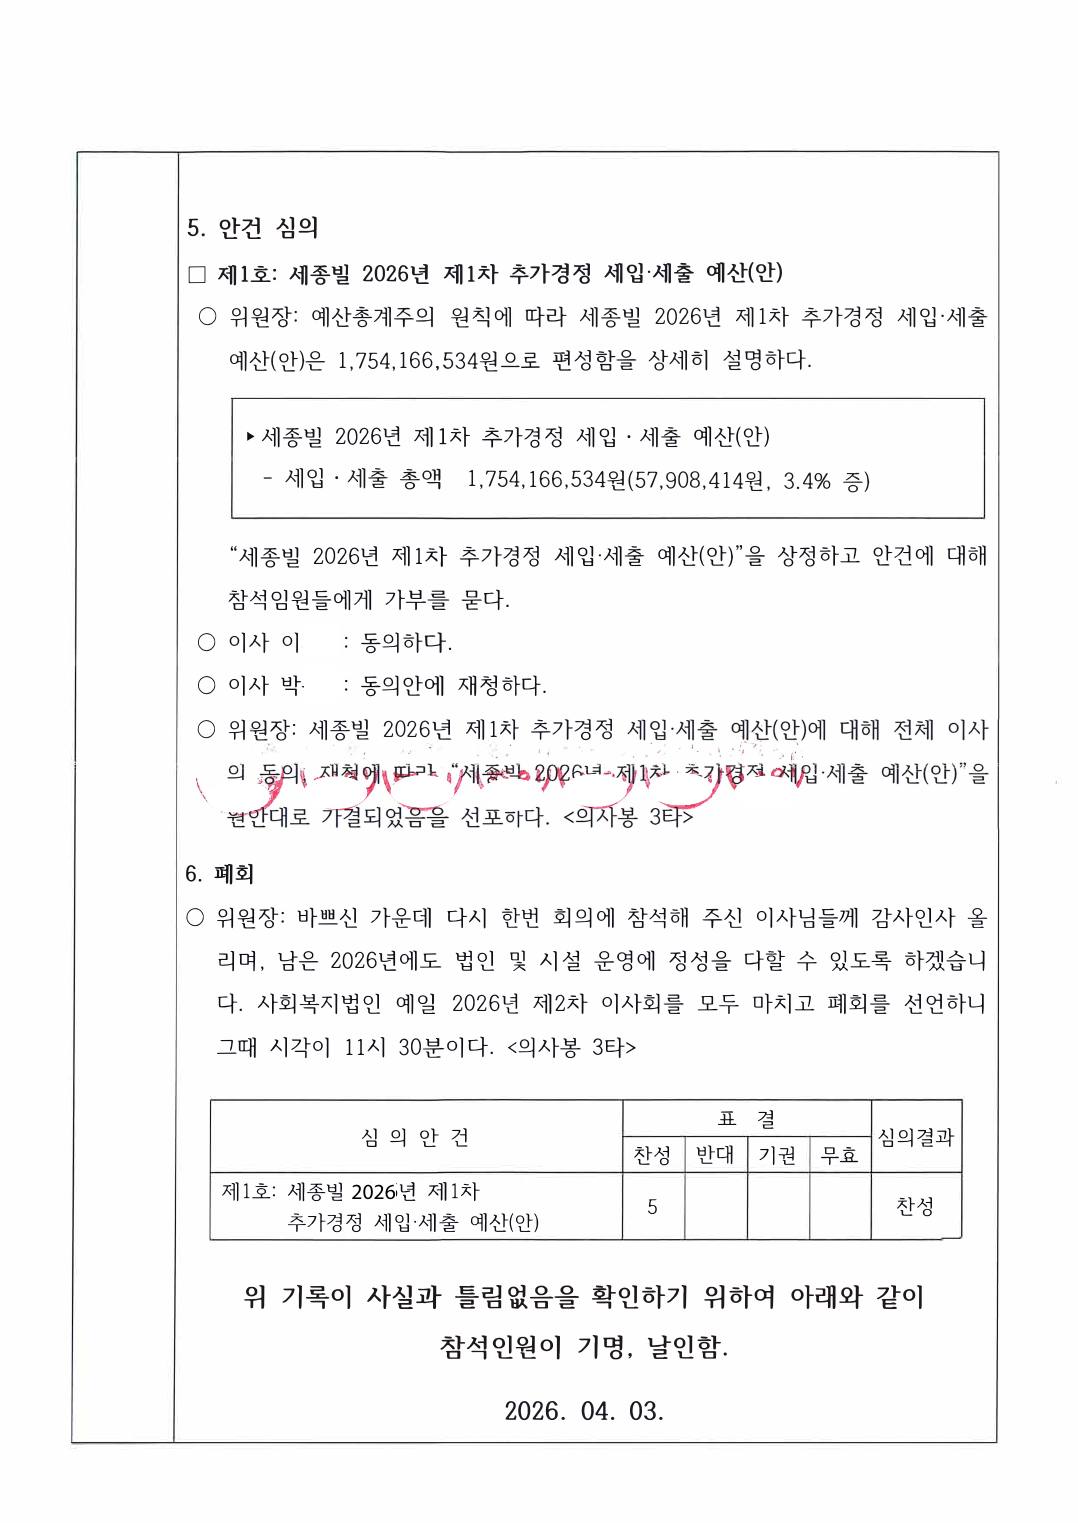 5. 안건 심의
□ 제1호: 세종빌 2026년 제1차 추가경정 세입·세출 예산(안)
○ 위원장: 예산총계주의 원칙에 따라 세종빌 2026년 제1차 추가경정 세입·세출
예산(안)은 1,754,166,534원으로 편성함을 상세히 설명하다.
▶세종빌 2026년 제1차 추가경정 세입·세출 예산(안)
- 세입·세출 총액 1,754,166,534원(57,908,414원, 3.4% 증)
“세종빌 2026년 제1차 추가경정 세입·세출 예산(안)”을 상정하고 안건에 대해
참석임원들에게 가부를 묻다.
○ 이사 이 : 동의하다.
○ 이사 박 : 동의안에 재청하다.
○ 위원장: 세종빌 2026년 제1차 추가경정 세입·세출 예산(안)에 대해 전체 이사
의 동의, 재청에 따라 “세종빌 2026년 제1차 추가경정 세입·세출 예산(안)”을
원안대로 가결되었음을 선포하다. <의사봉 3타>
6. 폐회
○ 위원장: 바쁘신 가운데 다시 한번 회의에 참석해 주신 이사님들께 감사인사 올
리며, 남은 2026년에도 법인 및 시설 운영에 정성을 다할 수 있도록 하겠습니
다. 사회복지법인 예일 2026년 제2차 이사회를 모두 마치고 폐회를 선언하니
그때 시각이 11시 30분이다. <의사봉 3타>
심 의 안 건
표 결
심의결과
찬성 반대 기권 무효
제1호: 세종빌 2026년 제1차
추가경정 세입·세출 예산(안)
5
찬성
위 기록이 사실과 틀림없음을 확인하기 위하여 아래와 같이
참석인원이 기명, 날인함.
2026. 04. 03.